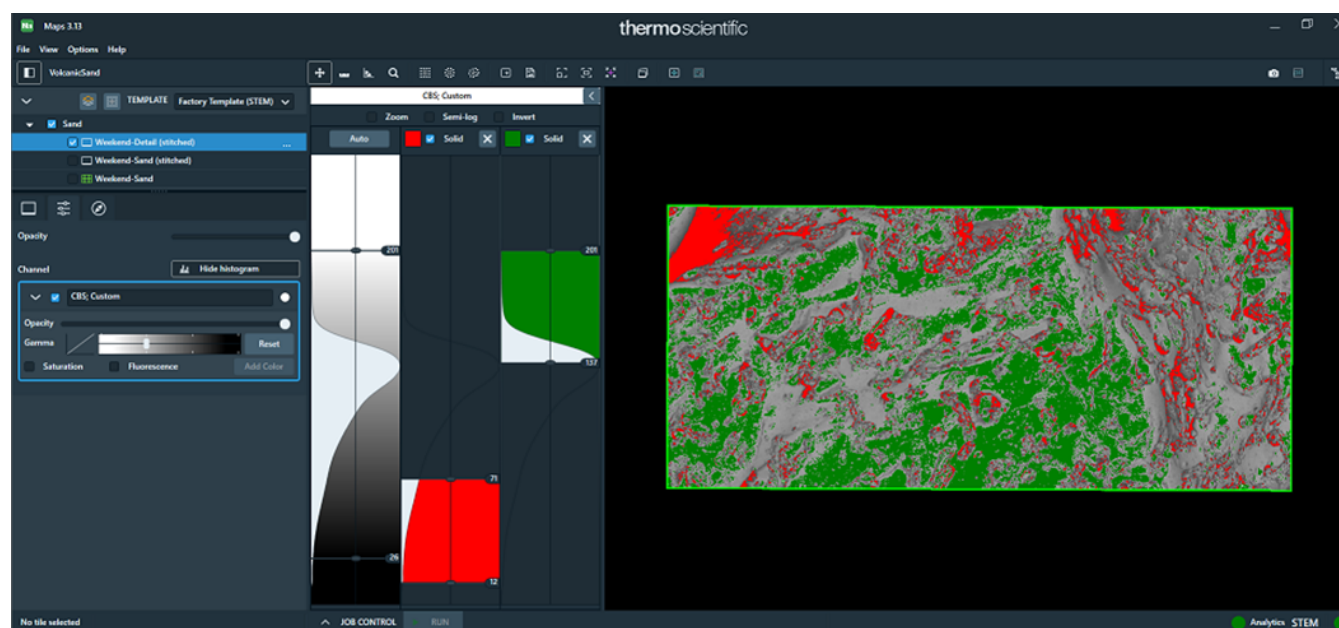 Nx Maps 3.13
thermoscientific
File View Options Help
VolcanicSand
TEMPLATE Factory Template (STEM)
Sand
Weekend-Detail (stitched) ...
Weekend-Sand (stitched)
Weekend-Sand
Opacity
Channel Hide histogram
CBS; Custom
Opacity
Gamma Reset
Saturation Fluorescence Add Color
CBS; Custom
Zoom Semi-log Invert
Auto Solid Solid
201 201
137
71
26
12
No tile selected
JOB CONTROL RUN
Analytics STEM